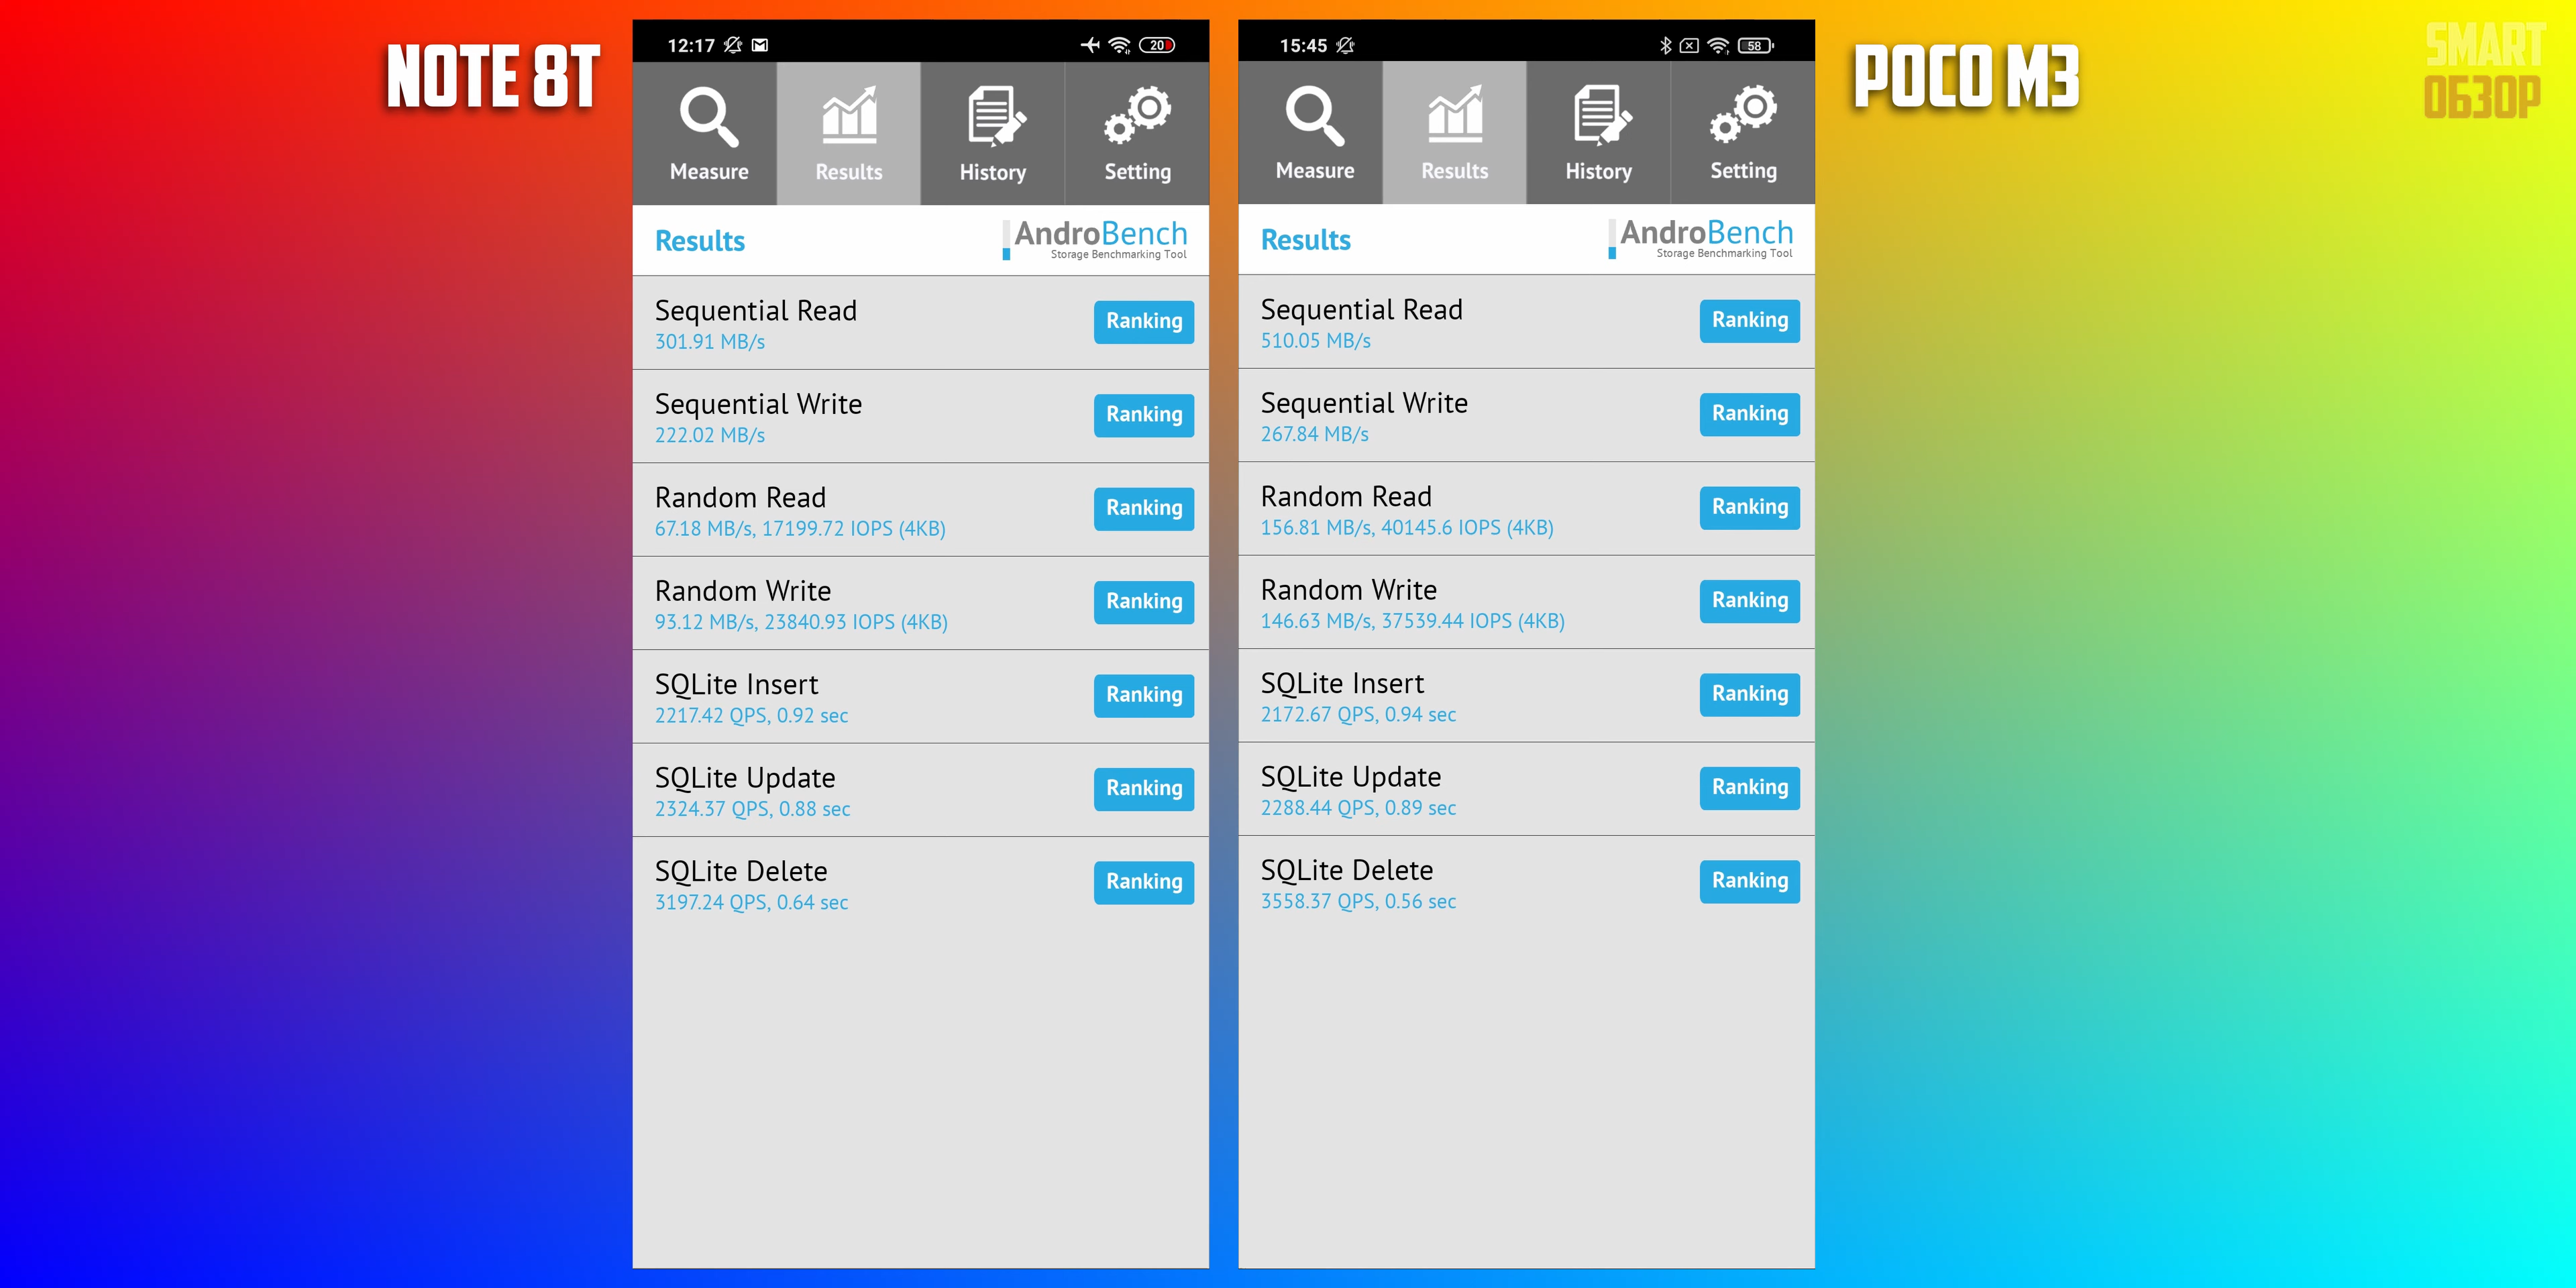 NOTE 8T
12:17
20
Measure
Results
History
Setting
Results
AndroBench
Storage Benchmarking Tool
Sequential Read
301.91 MB/s
Ranking
Sequential Write
222.02 MB/s
Ranking
Random Read
67.18 MB/s, 17199.72 IOPS (4KB)
Ranking
Random Write
93.12 MB/s, 23840.93 IOPS (4KB)
Ranking
SQLite Insert
2217.42 QPS, 0.92 sec
Ranking
SQLite Update
2324.37 QPS, 0.88 sec
Ranking
SQLite Delete
3197.24 QPS, 0.64 sec
Ranking
15:45
58
Measure
Results
History
Setting
Results
AndroBench
Storage Benchmarking Tool
Sequential Read
510.05 MB/s
Ranking
Sequential Write
267.84 MB/s
Ranking
Random Read
156.81 MB/s, 40145.6 IOPS (4KB)
Ranking
Random Write
146.63 MB/s, 37539.44 IOPS (4KB)
Ranking
SQLite Insert
2172.67 QPS, 0.94 sec
Ranking
SQLite Update
2288.44 QPS, 0.89 sec
Ranking
SQLite Delete
3558.37 QPS, 0.56 sec
Ranking
POCO M3
SMART
ОБЗОР